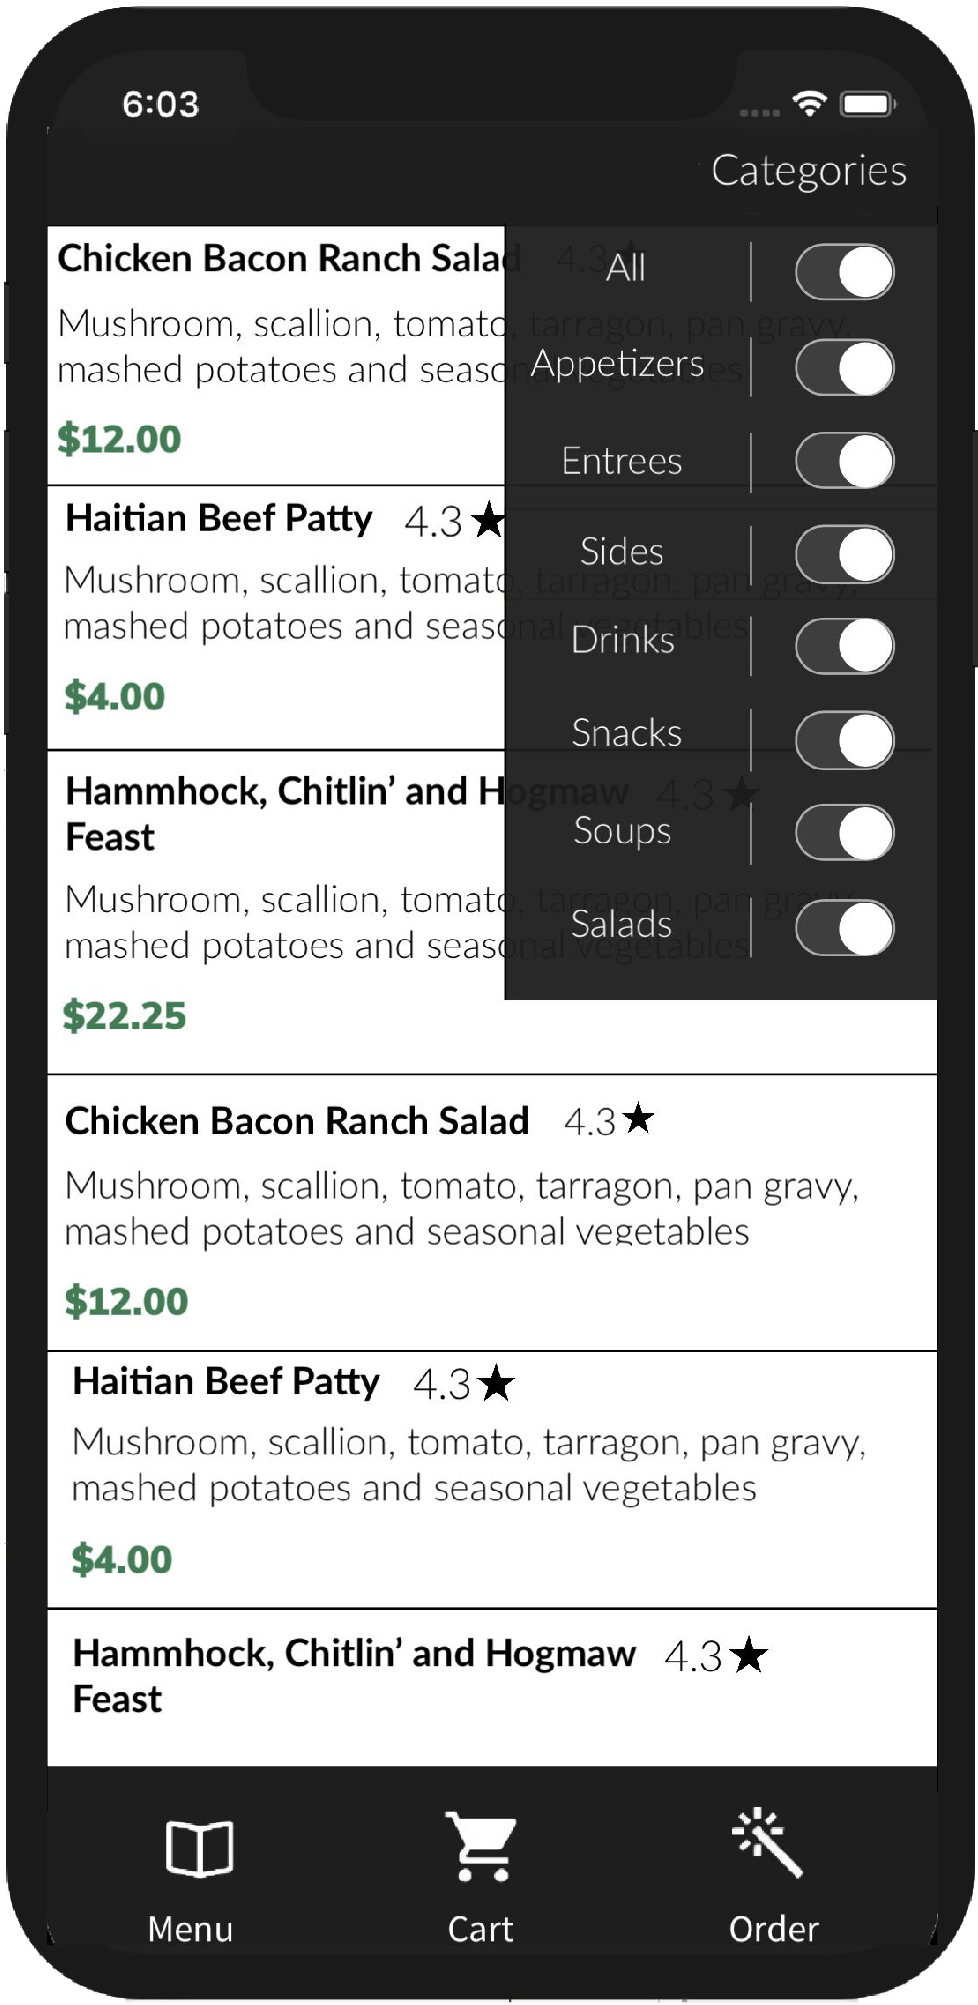 6:03
Categories
Chicken Bacon Ranch Salad 4.3★
Mushroom, scallion, tomato, tarragon, pan gravy,
mashed potatoes and seasonal vegetables
$12.00
All
Appetizers
Entrees
Sides
Drinks
Snacks
Soups
Salads
Haitian Beef Patty 4.3★
Mushroom, scallion, tomato, tarragon, pan gravy,
mashed potatoes and seasonal vegetables
$4.00
Hammhock, Chitlin’ and Hogmaw 4.3★
Feast
Mushroom, scallion, tomato, tarragon, pan gravy,
mashed potatoes and seasonal vegetables
$22.25
Chicken Bacon Ranch Salad 4.3★
Mushroom, scallion, tomato, tarragon, pan gravy,
mashed potatoes and seasonal vegetables
$12.00
Haitian Beef Patty 4.3★
Mushroom, scallion, tomato, tarragon, pan gravy,
mashed potatoes and seasonal vegetables
$4.00
Hammhock, Chitlin’ and Hogmaw 4.3★
Feast
Menu
Cart
Order